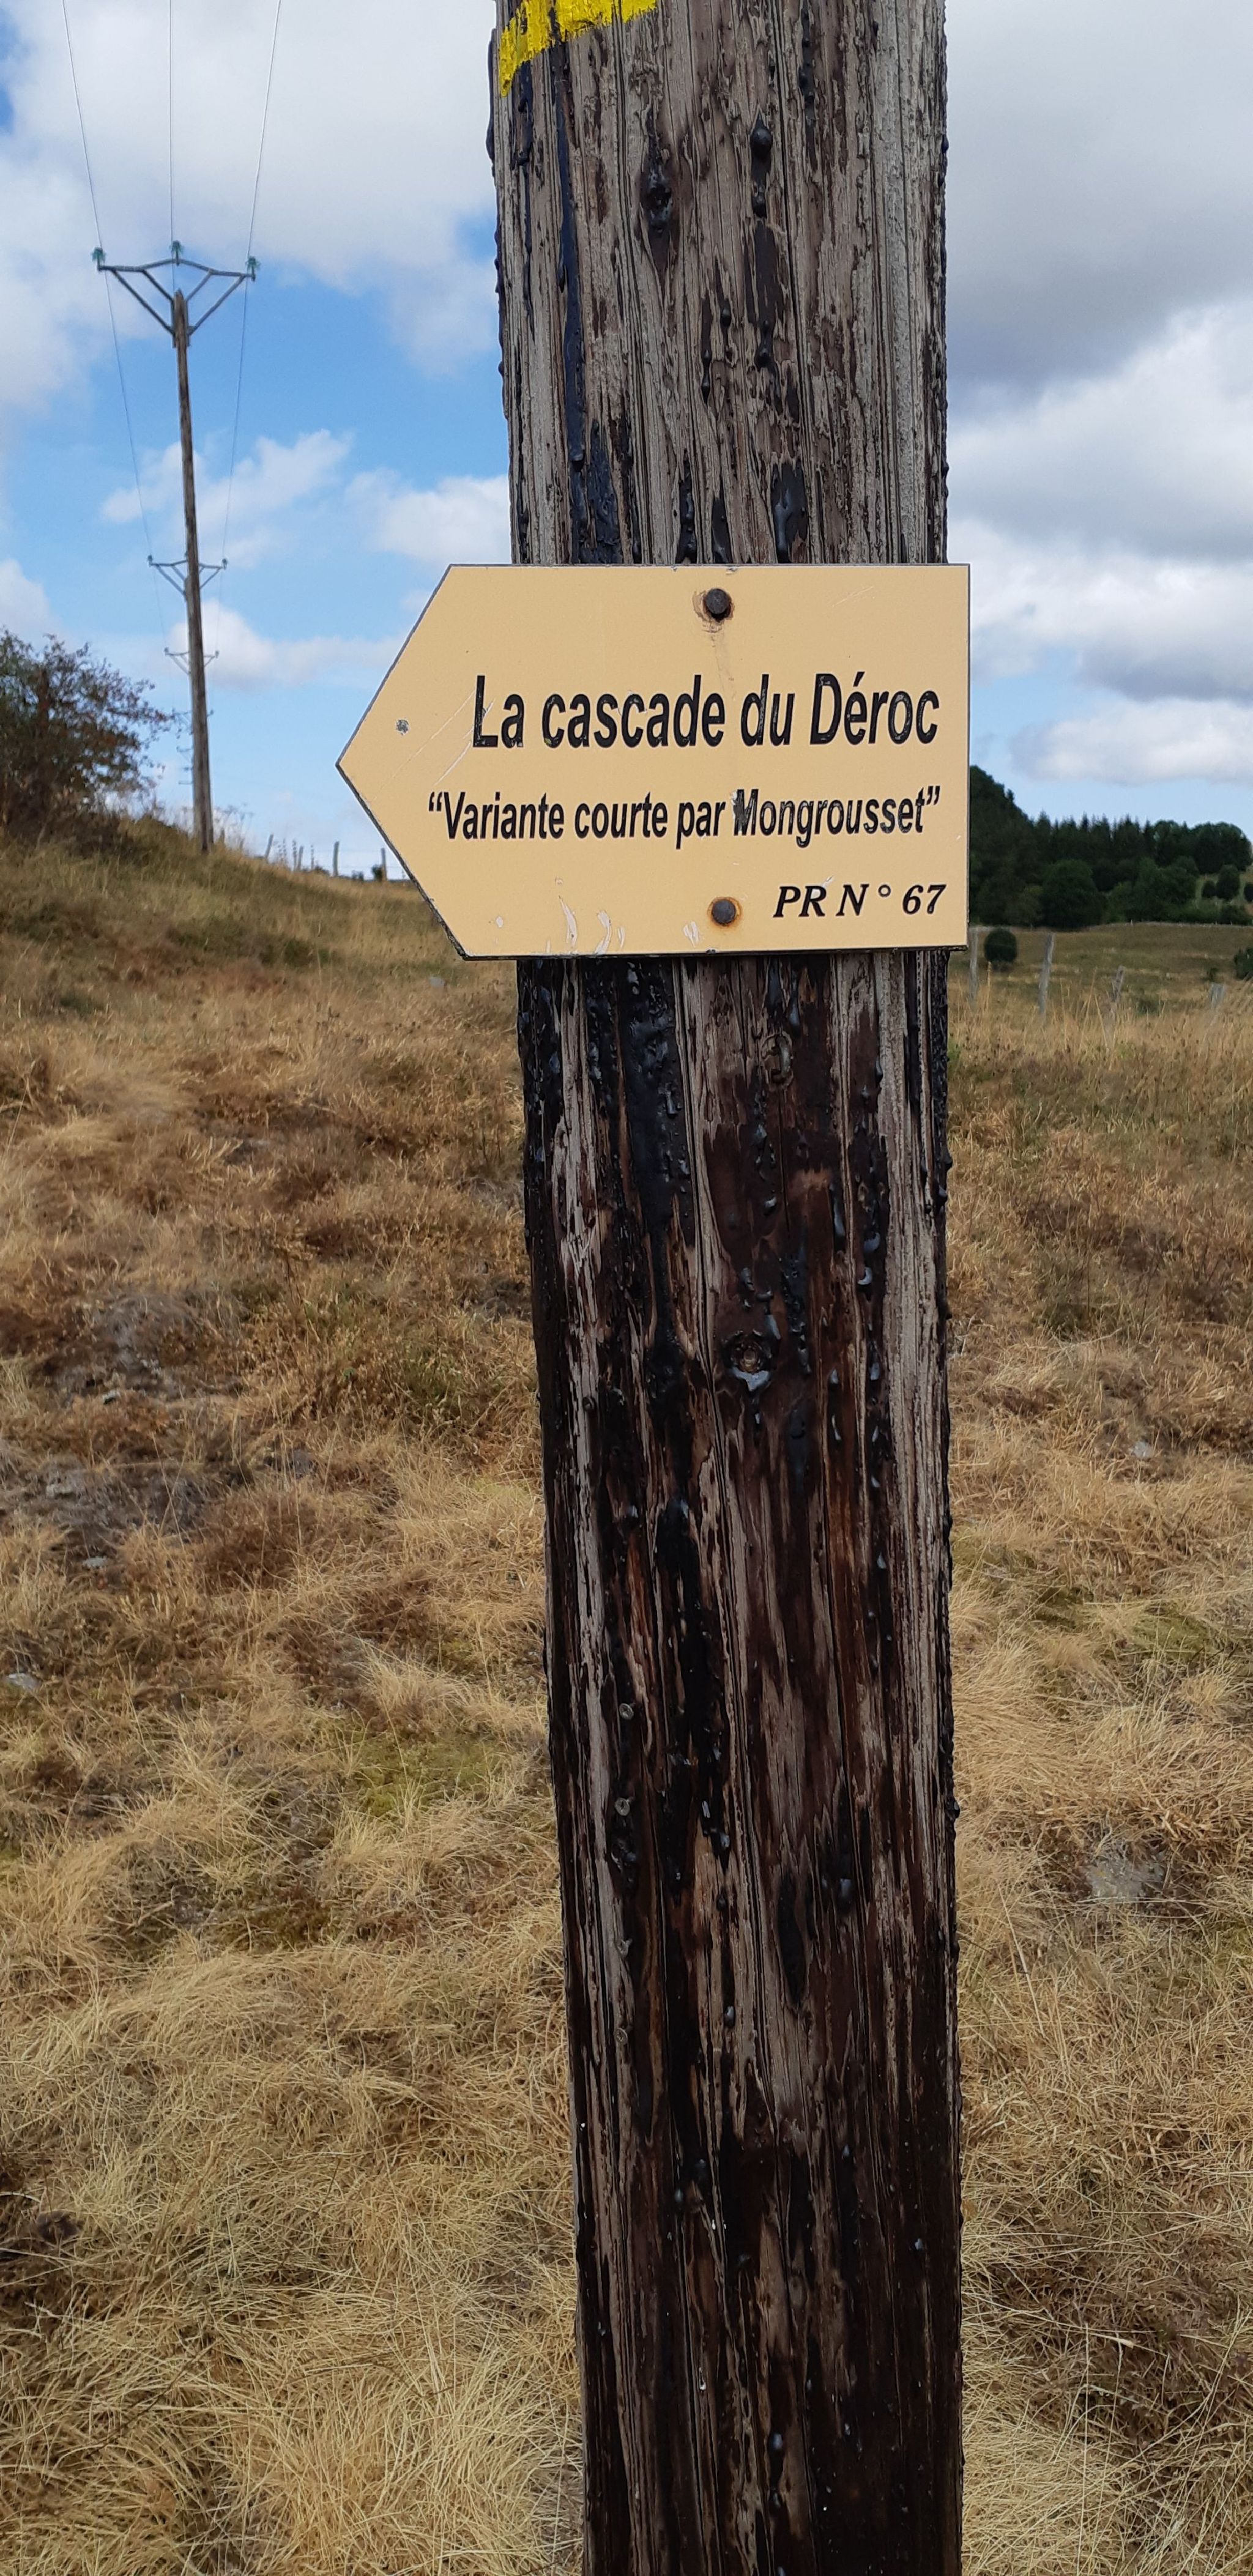 La cascade du Déroc
“Variante courte par Mongrousset”
PR N° 67